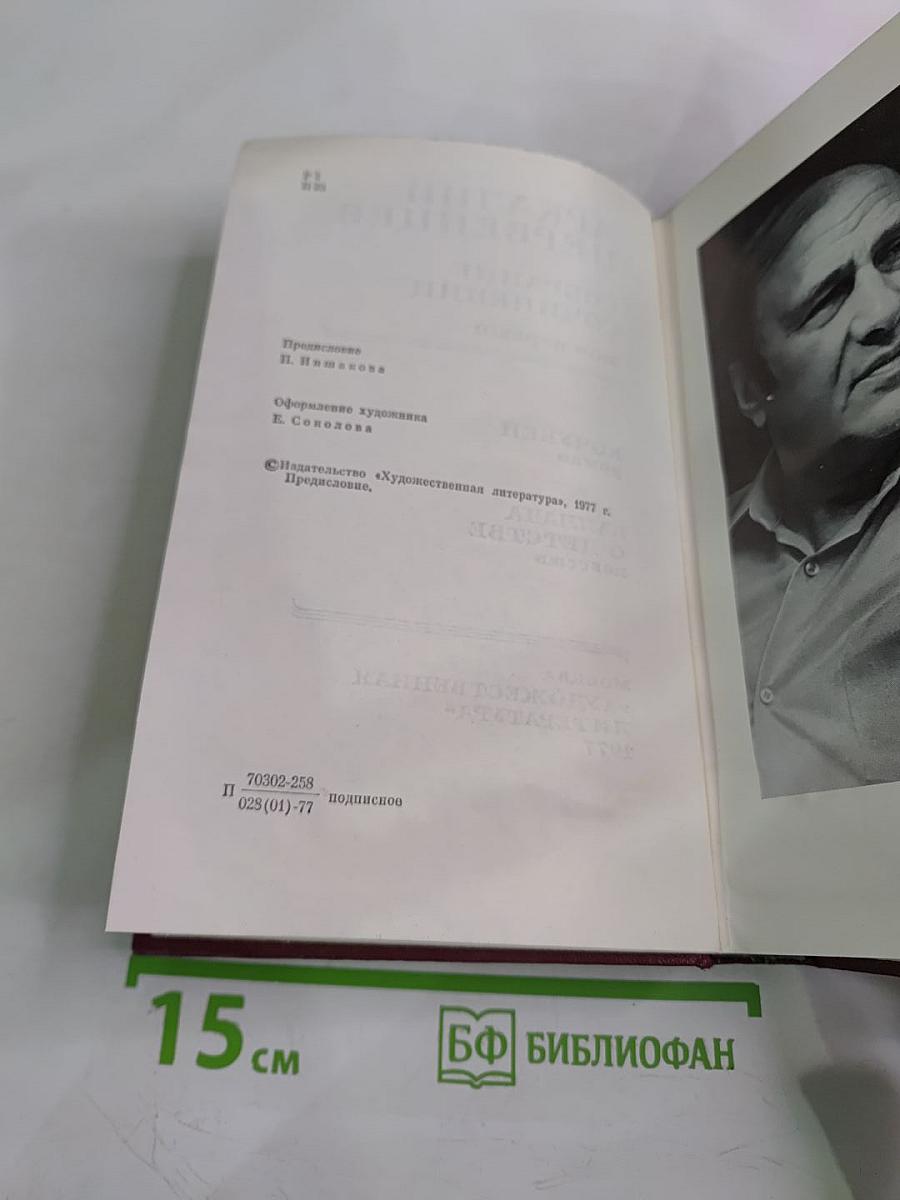 Предисловие
Оформление художника
Е. Соколова
© Издательство «Художественная литература», 1977 г.
Предисловие.
П 70302-258
028(01)-77 подписное
15 см
БФ БИБЛИОФАН